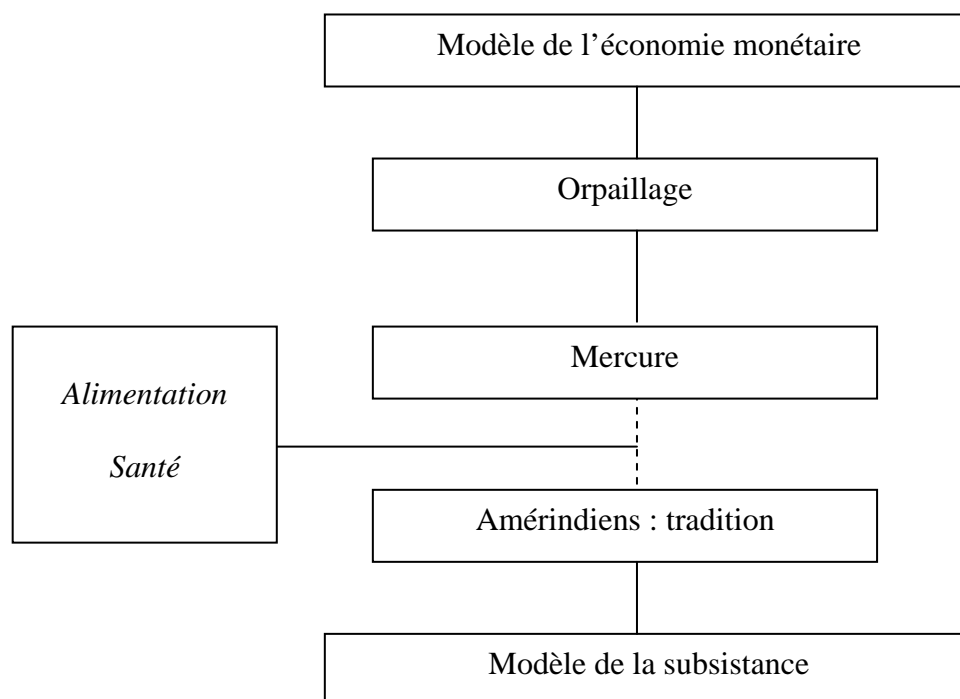 Modèle de l’économie monétaire
Orpaillage
Mercure
Alimentation
Santé
Amérindiens : tradition
Modèle de la subsistance